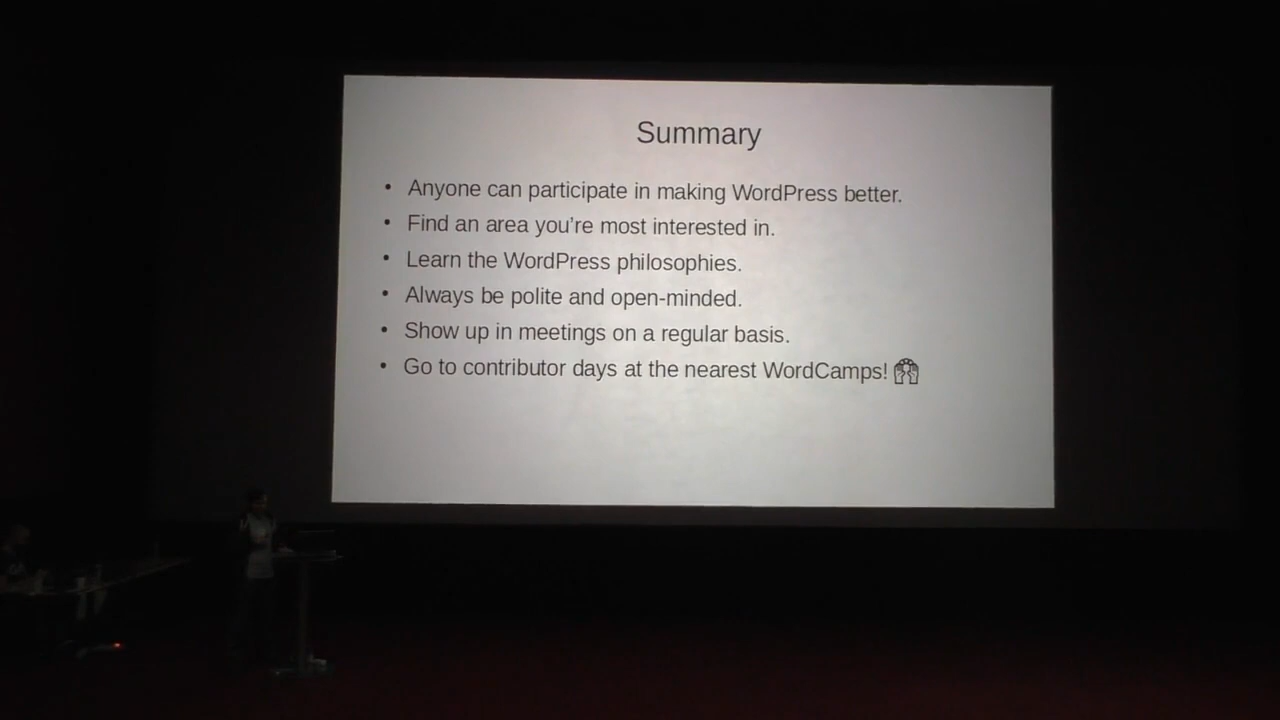 Summary
• Anyone can participate in making WordPress better.
• Find an area you're most interested in.
• Learn the WordPress philosophies.
• Always be polite and open-minded.
• Show up in meetings on a regular basis.
• Go to contributor days at the nearest WordCamps!